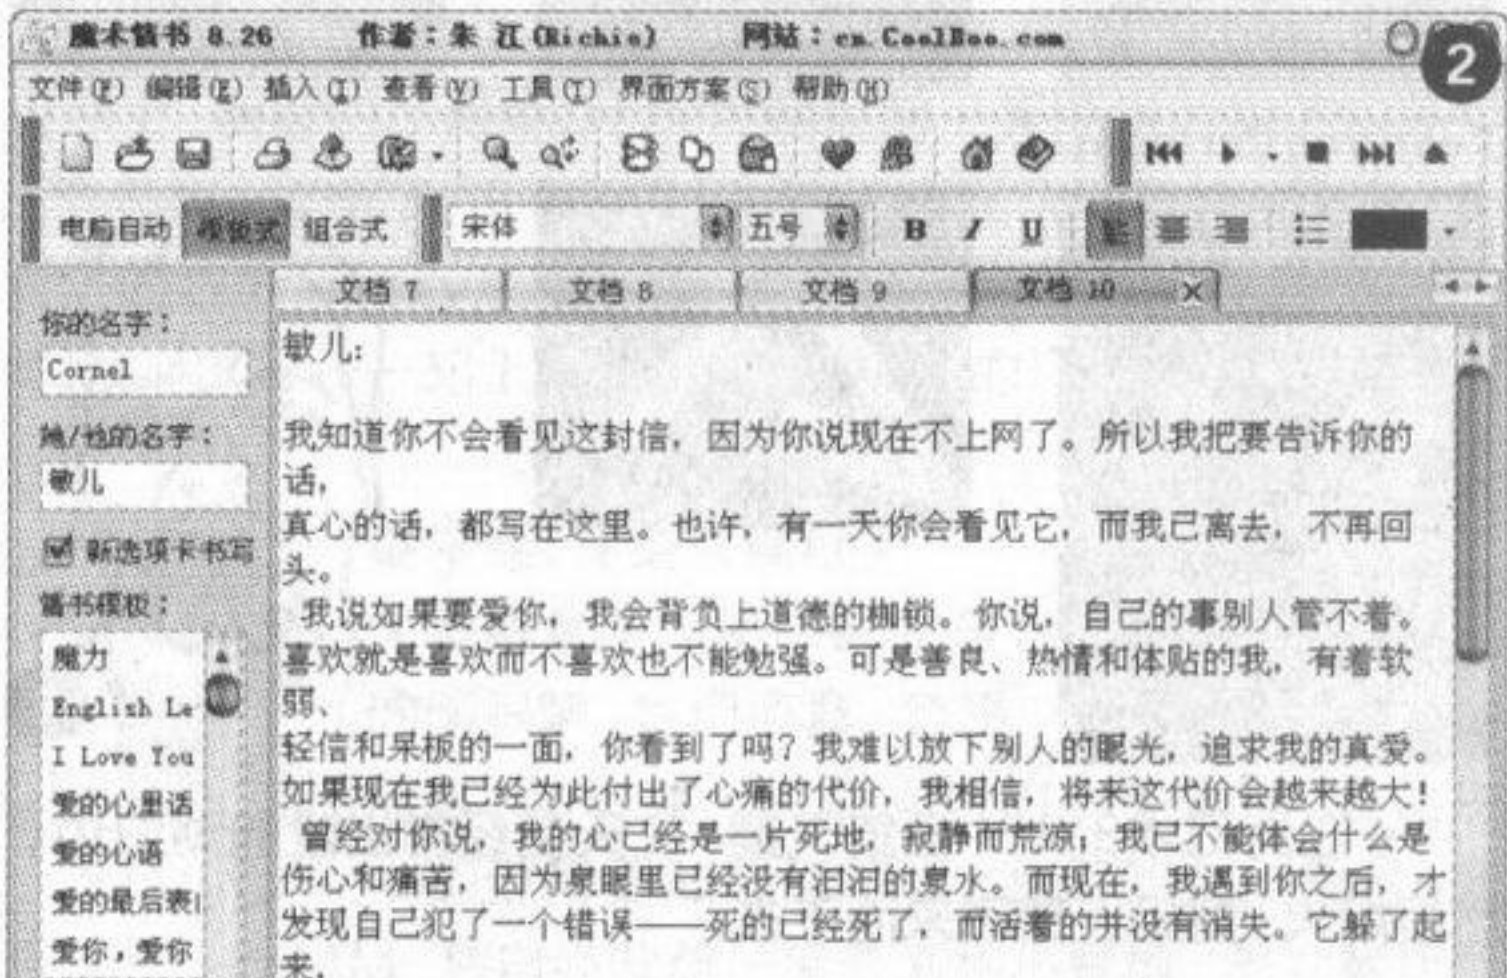 魔术情书 8.26 作者：朱 江(Richie) 网站：cn.CoolBoo.com
2
文件(F) 编辑(E) 插入(I) 查看(V) 工具(T) 界面方案(S) 帮助(H)
电脑自动 模板式 组合式 宋体 五号 B I U
文档 7 文档 8 文档 9 文档 10
你的名字：
Cornel
她/他的名字：
敏儿
新选项卡书写
情书模板：
魔力
English Le
I Love You
爱的心里话
爱的心语
爱的最后表
爱你，爱你
敏儿：
我知道你不会看见这封信，因为你说现在不上网了。所以我把要告诉你的
话，
真心的话，都写在这里。也许，有一天你会看见它，而我已离去，不再回
头。
我说如果要爱你，我会背负上道德的枷锁。你说，自己的事别人管不着。
喜欢就是喜欢而不喜欢也不能勉强。可是善良、热情和体贴的我，有着软
弱、
轻信和呆板的一面，你看到了吗？我难以放下别人的眼光，追求我的真爱。
如果现在我已经为此付出了心痛的代价，我相信，将来这代价会越来越大！
曾经对你说，我的心已经是一片死地，寂静而荒凉；我已不能体会什么是
伤心和痛苦，因为泉眼里已经没有汩汩的泉水。而现在，我遇到你之后，才
发现自己犯了一个错误——死的已经死了，而活着的并没有消失。它躲了起
来，